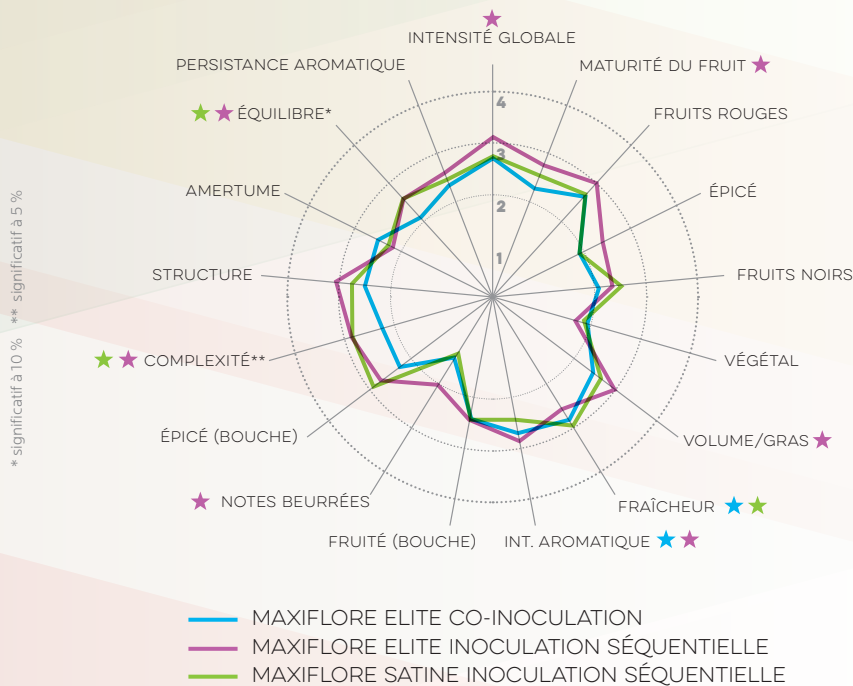 INTENSITÉ GLOBALE
PERSISTANCE AROMATIQUE
MATURITÉ DU FRUIT
ÉQUILIBRE*
FRUITS ROUGES
AMERTUME
ÉPICÉ
STRUCTURE
FRUITS NOIRS
COMPLEXITÉ**
VÉGÉTAL
ÉPICÉ (BOUCHE)
VOLUME/GRAS
NOTES BEURRÉES
FRAÎCHEUR
FRUITÉ (BOUCHE)
INT. AROMATIQUE
4
3
2
1
* significatif à 10 % ** significatif à 5 %
MAXIFLORE ELITE CO-INOCULATION
MAXIFLORE ELITE INOCULATION SÉQUENTIELLE
MAXIFLORE SATINE INOCULATION SÉQUENTIELLE